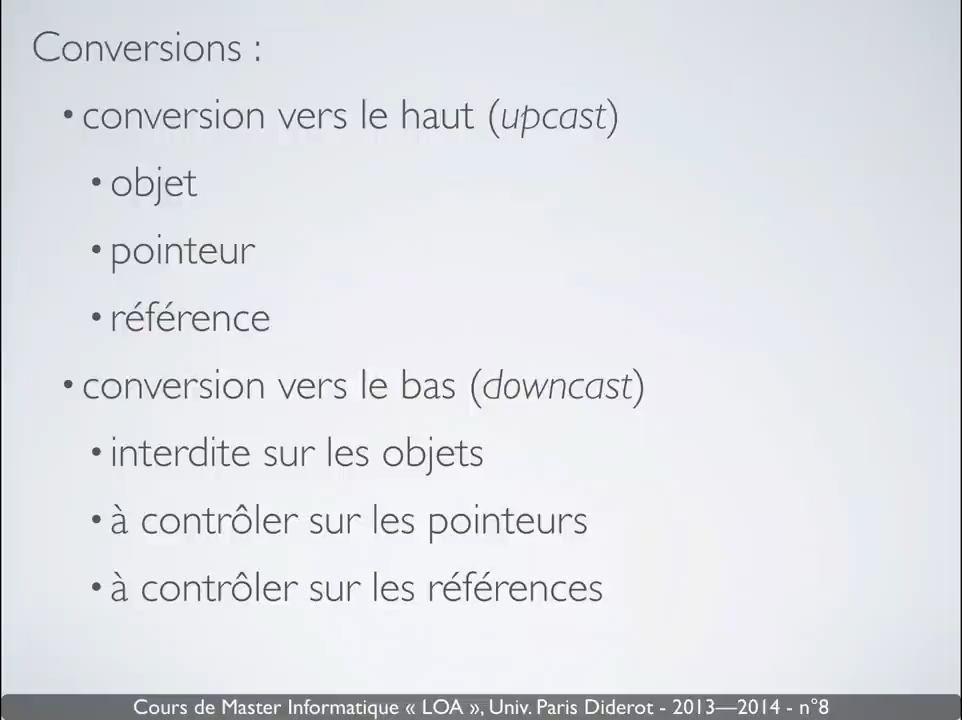 Conversions :
• conversion vers le haut (upcast)
• objet
• pointeur
• référence
• conversion vers le bas (downcast)
• interdite sur les objets
• à contrôler sur les pointeurs
• à contrôler sur les références
Cours de Master Informatique « LOA », Univ. Paris Diderot - 2013—2014 - n°8